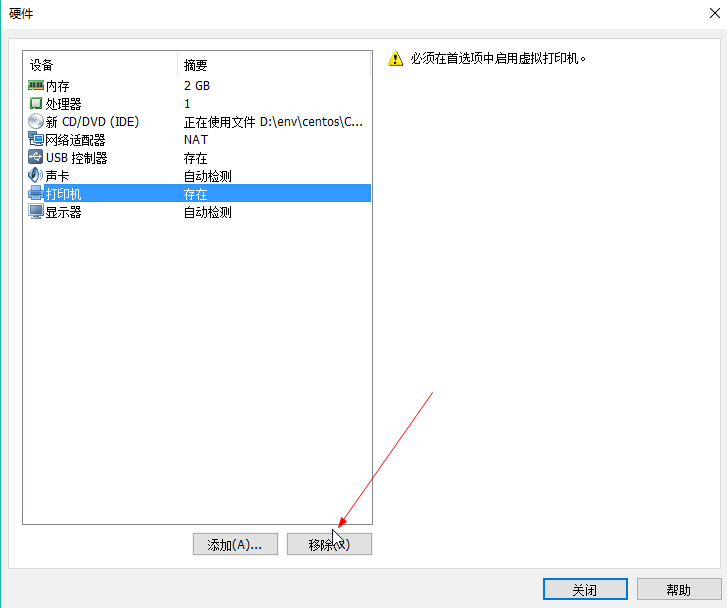 硬件
设备 摘要
内存 2 GB
处理器 1
新 CD/DVD (IDE) 正在使用文件 D:\env\centos\C...
网络适配器 NAT
USB 控制器 存在
声卡 自动检测
打印机 存在
显示器 自动检测
必须在首选项中启用虚拟打印机。
添加(A)... 移除(R)
关闭 帮助